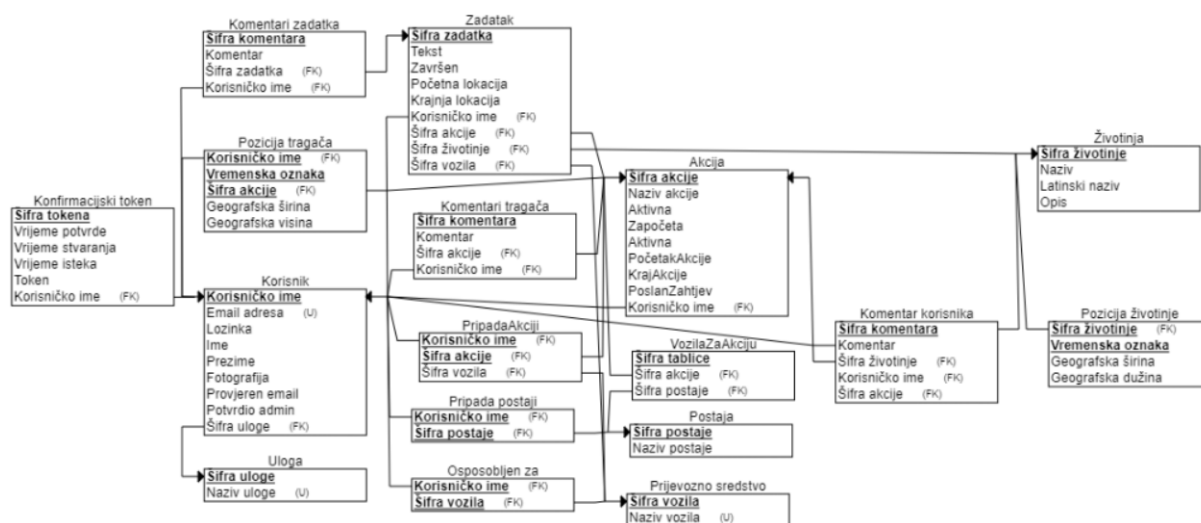 Komentari zadatka
Šifra komentara
Komentar
Šifra zadatka (FK)
Korisničko ime (FK)
Zadatak
Šifra zadatka
Tekst
Završen
Početna lokacija
Krajnja lokacija
Korisničko ime (FK)
Šifra akcije (FK)
Šifra životinje (FK)
Šifra vozila (FK)
Pozicija tragača
Korisničko ime (FK)
Vremenska oznaka
Šifra akcije (FK)
Geografska širina
Geografska visina
Životinja
Šifra životinje
Naziv
Latinski naziv
Opis
Akcija
Šifra akcije
Naziv akcije
Aktivna
Započeta
Aktivna
PočetakAkcije
KrajAkcije
PoslanZahtjev
Korisničko ime (FK)
Konfirmacijski token
Šifra tokena
Vrijeme potvrde
Vrijeme stvaranja
Vrijeme isteka
Token
Korisničko ime (FK)
Komentari tragača
Šifra komentara
Komentar
Šifra akcije (FK)
Korisničko ime (FK)
Korisnik
Korisničko ime
Email adresa (U)
Lozinka
Ime
Prezime
Fotografija
Provjeren email
Potvrdio admin
Šifra uloge (FK)
PripadaAkciji
Korisničko ime (FK)
Šifra akcije (FK)
Šifra vozila (FK)
VozilaZaAkciju
Šifra tablice
Šifra akcije (FK)
Šifra postaje (FK)
Komentar korisnika
Šifra komentara
Komentar
Šifra životinje (FK)
Korisničko ime (FK)
Šifra akcije (FK)
Pozicija životinje
Šifra životinje (FK)
Vremenska oznaka
Geografska širina
Geografska dužina
Pripada postaji
Korisničko ime (FK)
Šifra postaje (FK)
Postaja
Šifra postaje
Naziv postaje
Uloga
Šifra uloge
Naziv uloge (U)
Osposobljen za
Korisničko ime (FK)
Šifra vozila (FK)
Prijevozno sredstvo
Šifra vozila
Naziv vozila (U)